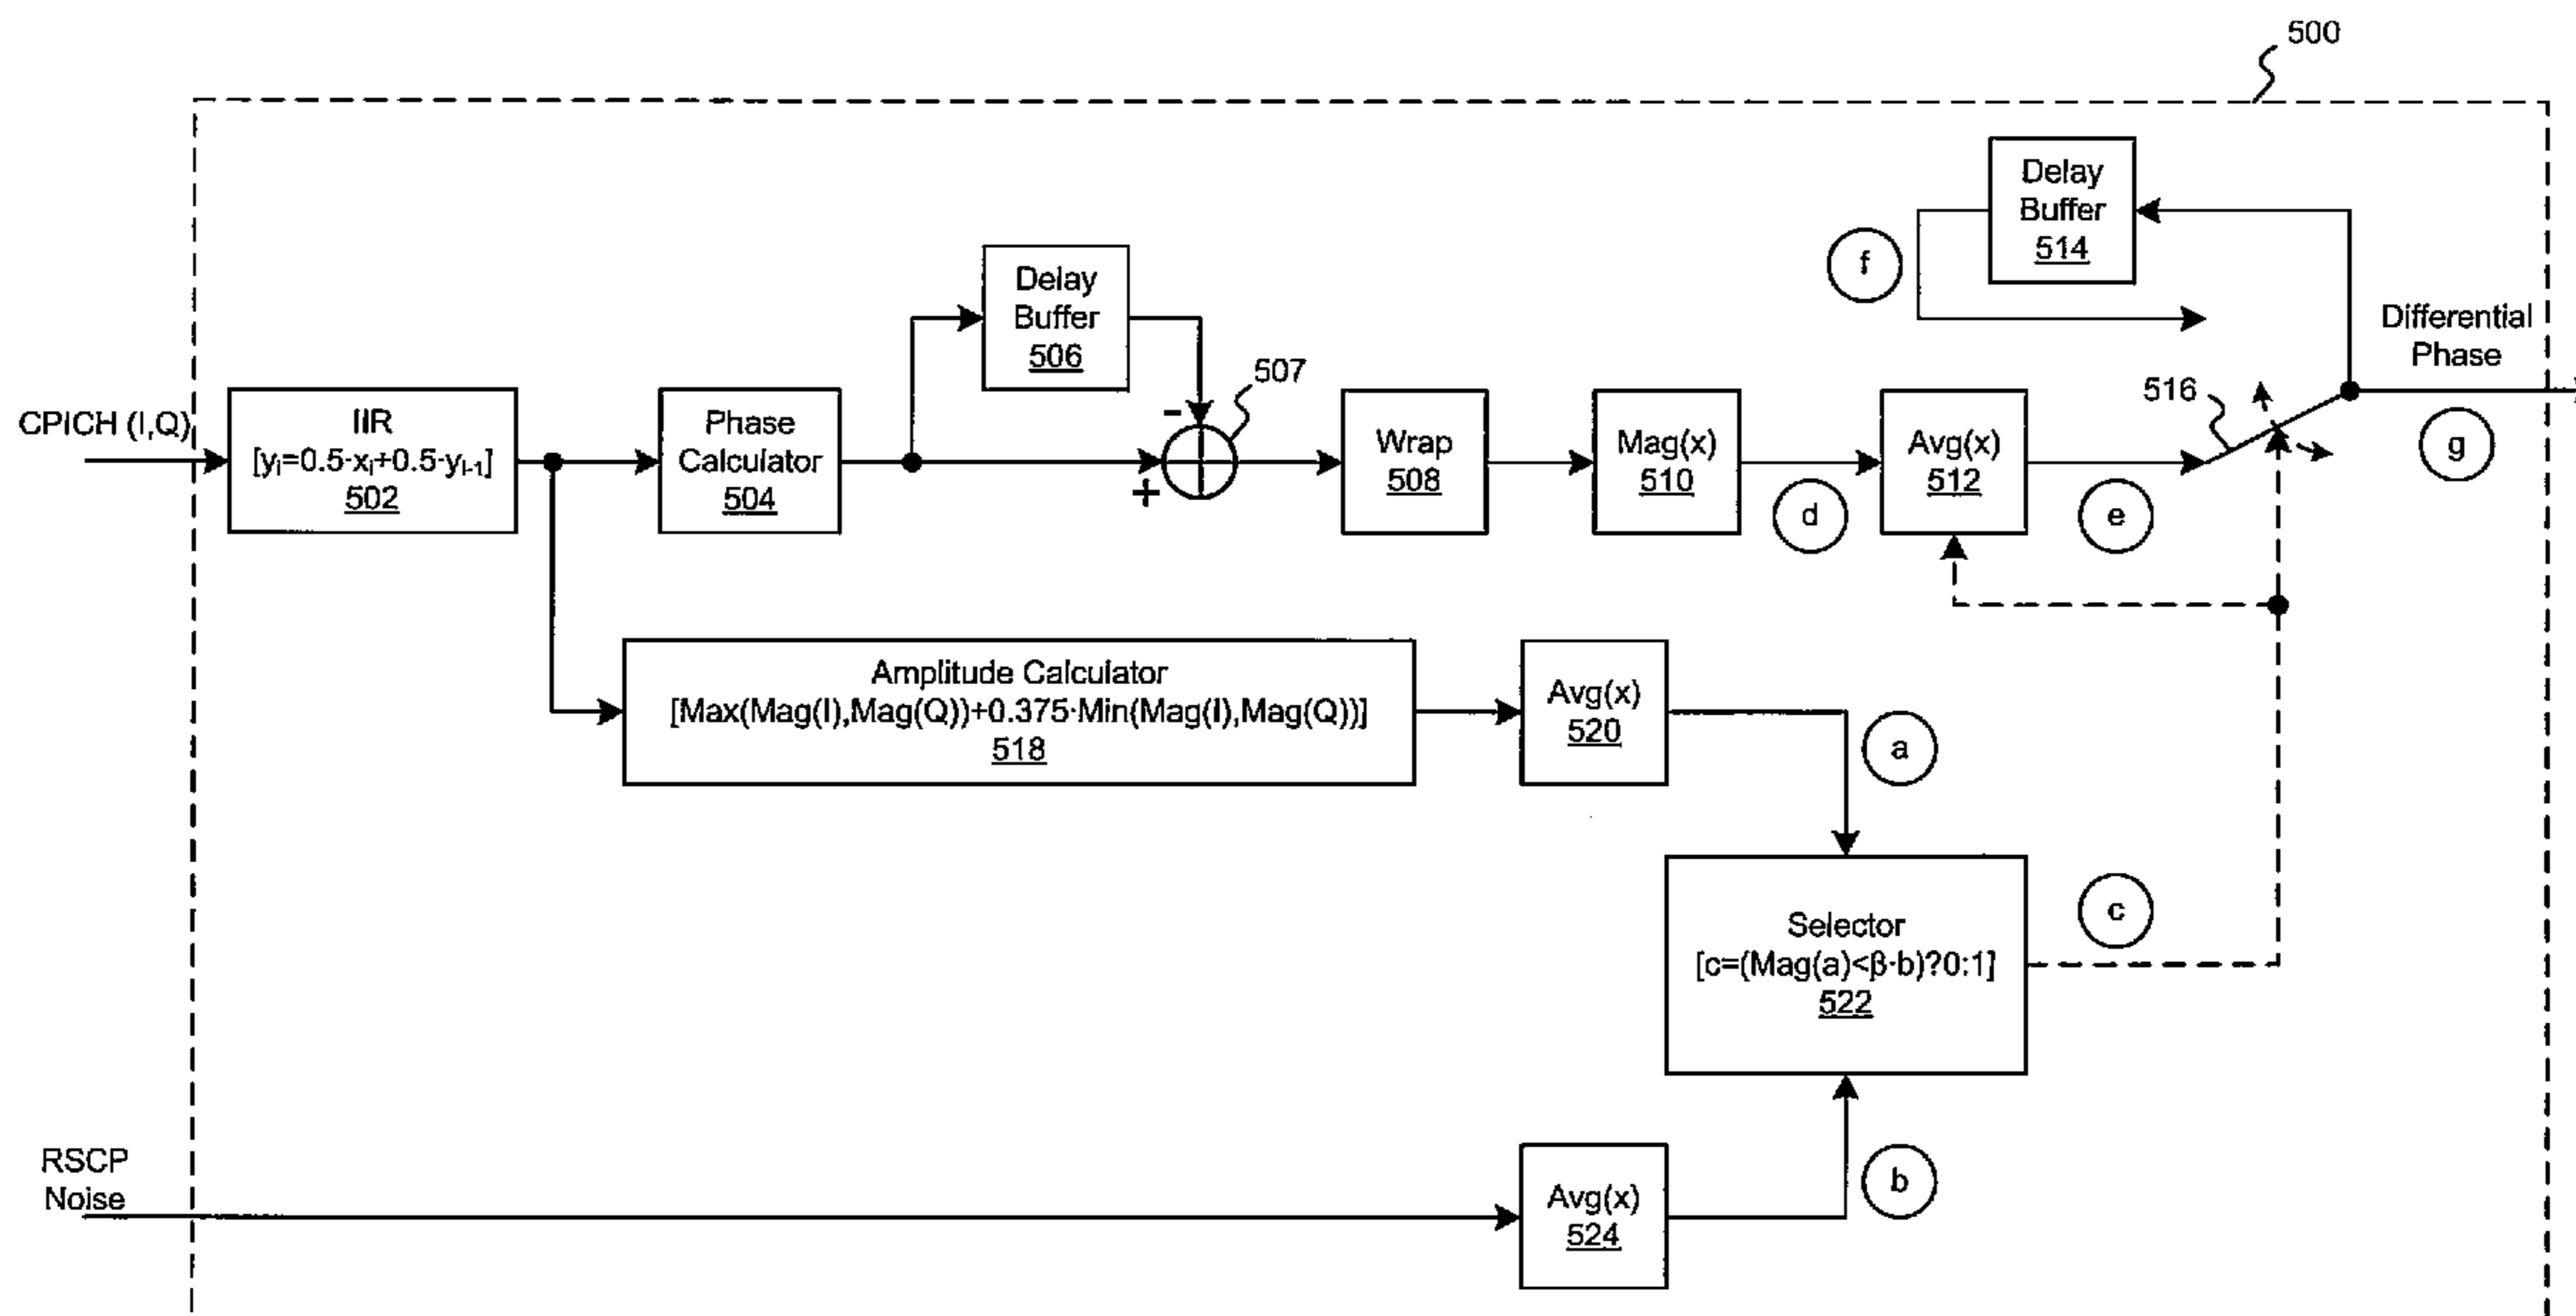 500
Delay
Buffer
514
f
Delay
Buffer
506
Differential
Phase
507
516
CPICH (I,Q)
IIR
[yᵢ=0.5·xᵢ+0.5·yᵢ₋₁]
502
Phase
Calculator
504
-
+
Wrap
508
Mag(x)
510
d
Avg(x)
512
e
g
Amplitude Calculator
[Max(Mag(I),Mag(Q))+0.375·Min(Mag(I),Mag(Q))]
518
Avg(x)
520
a
Selector
[c=(Mag(a)<β·b)?0:1]
522
c
RSCP
Noise
Avg(x)
524
b